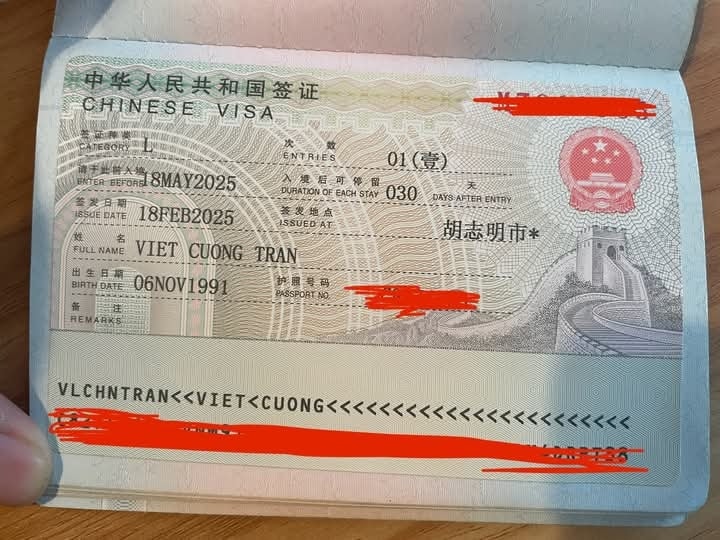 中华人民共和国签证
CHINESE VISA
签证种类 CATEGORY L 次数 ENTRIES 01(壹)
请于此前入境 ENTER BEFORE 18MAY2025 入境后可停留 DURATION OF EACH STAY 030 天 DAYS AFTER ENTRY
签发日期 ISSUE DATE 18FEB2025 签发地点 ISSUED AT 胡志明市*
姓名 FULL NAME VIET CUONG TRAN
出生日期 BIRTH DATE 06NOV1991 护照号码 PASSPORT NO.
备注 REMARKS
VLCHNTRAN<<VIET<CUONG<<<<<<<<<<<<<<<<<<<<<<<